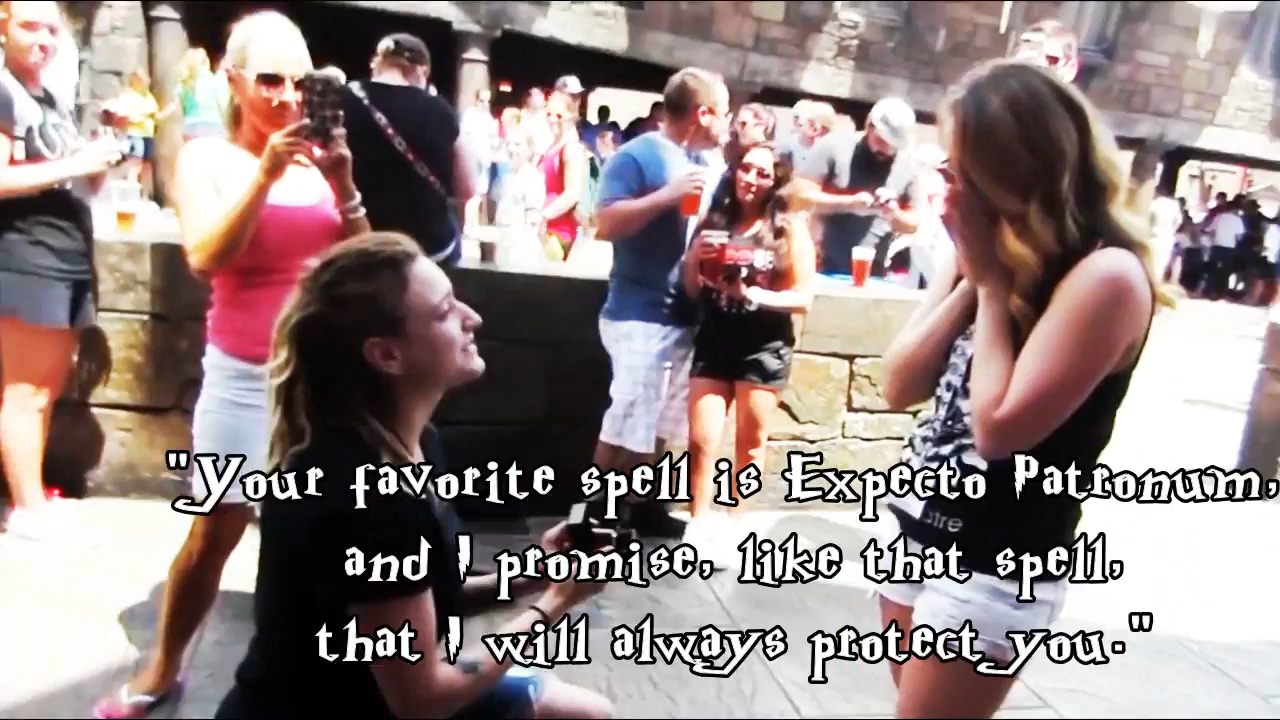 "Your favorite spell is Expecto Patronum,
and I promise, like that spell,
that I will always protect you."